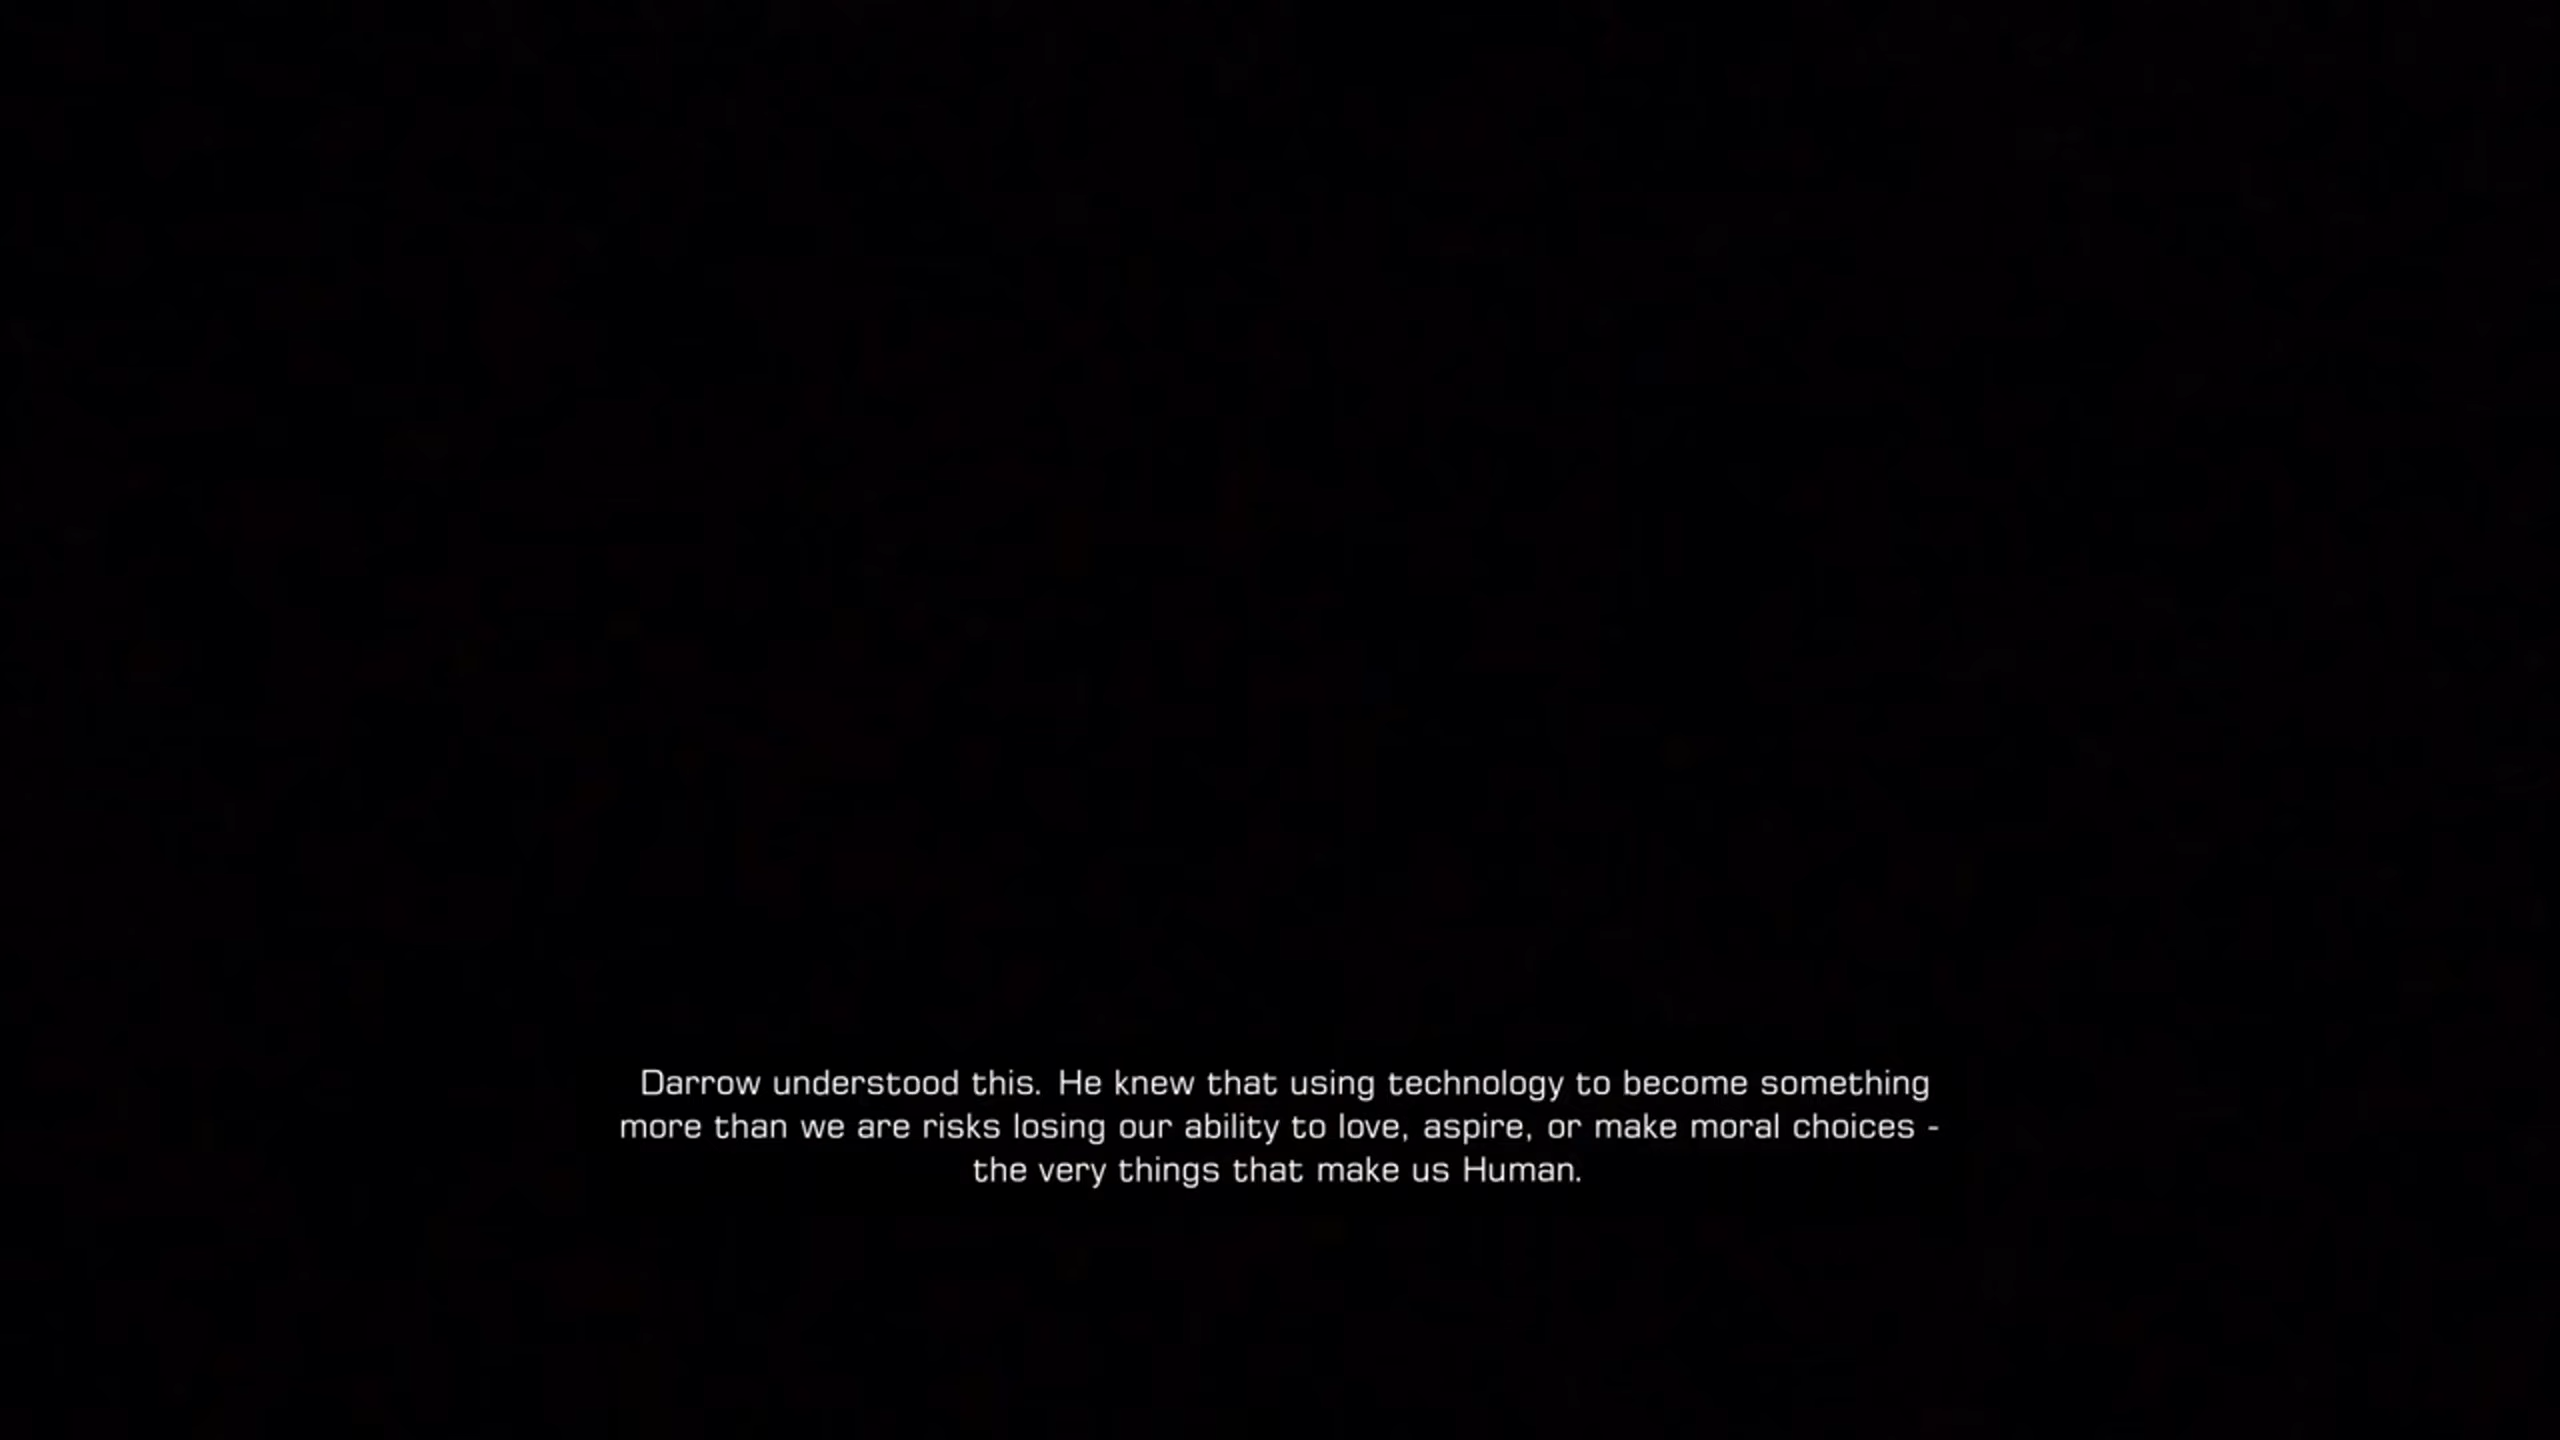 Darrow understood this. He knew that using technology to become something
more than we are risks losing our ability to love, aspire, or make moral choices -
the very things that make us Human.